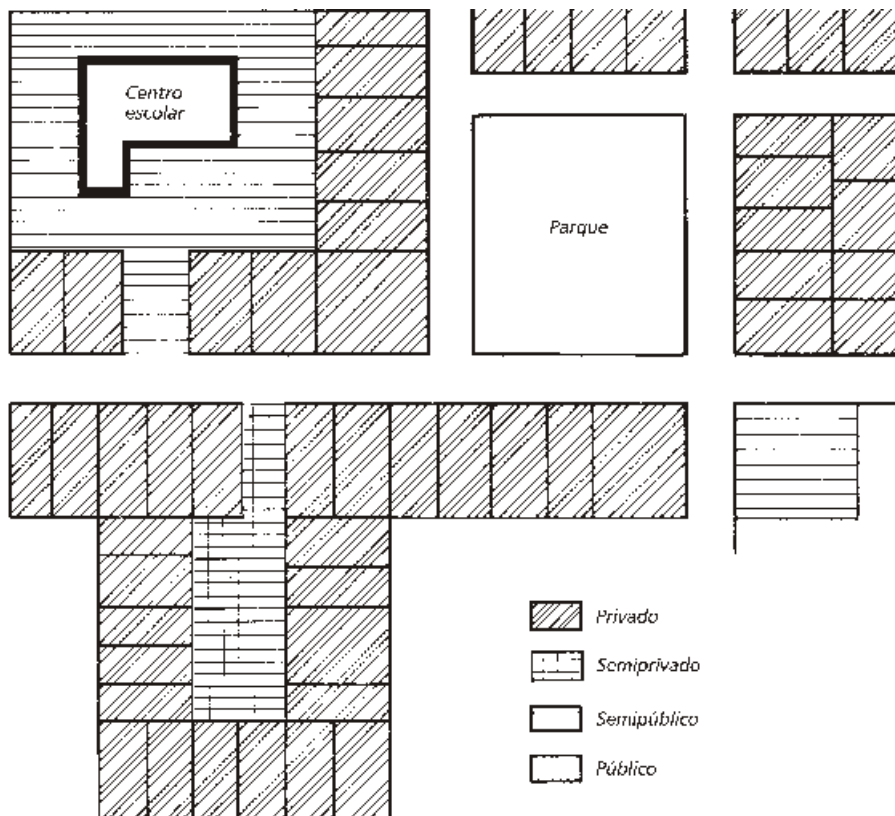 Centro
escolar
Parque
Privado
Semiprivado
Semipúblico
Público